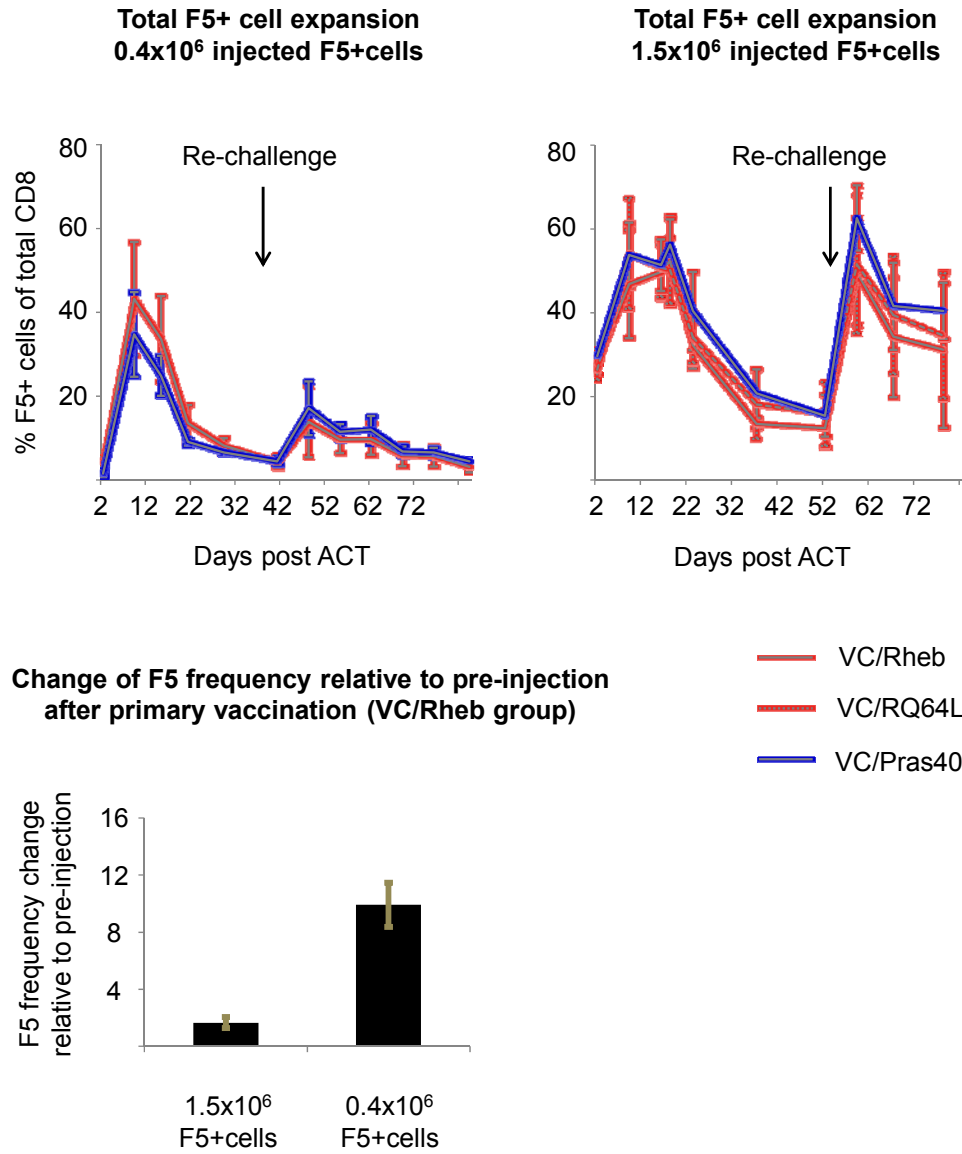 Total F5+ cell expansion
0.4x10⁶ injected F5+cells
Total F5+ cell expansion
1.5x10⁶ injected F5+cells
% F5+ cells of total CD8
80
60
40
20
Re-challenge
2 12 22 32 42 52 62 72
Days post ACT
80
60
40
20
Re-challenge
2 12 22 32 42 52 62 72
Days post ACT
Change of F5 frequency relative to pre-injection
after primary vaccination (VC/Rheb group)
VC/Rheb
VC/RQ64L
VC/Pras40
F5 frequency change
relative to pre-injection
16
12
8
4
1.5x10⁶
F5+cells
0.4x10⁶
F5+cells